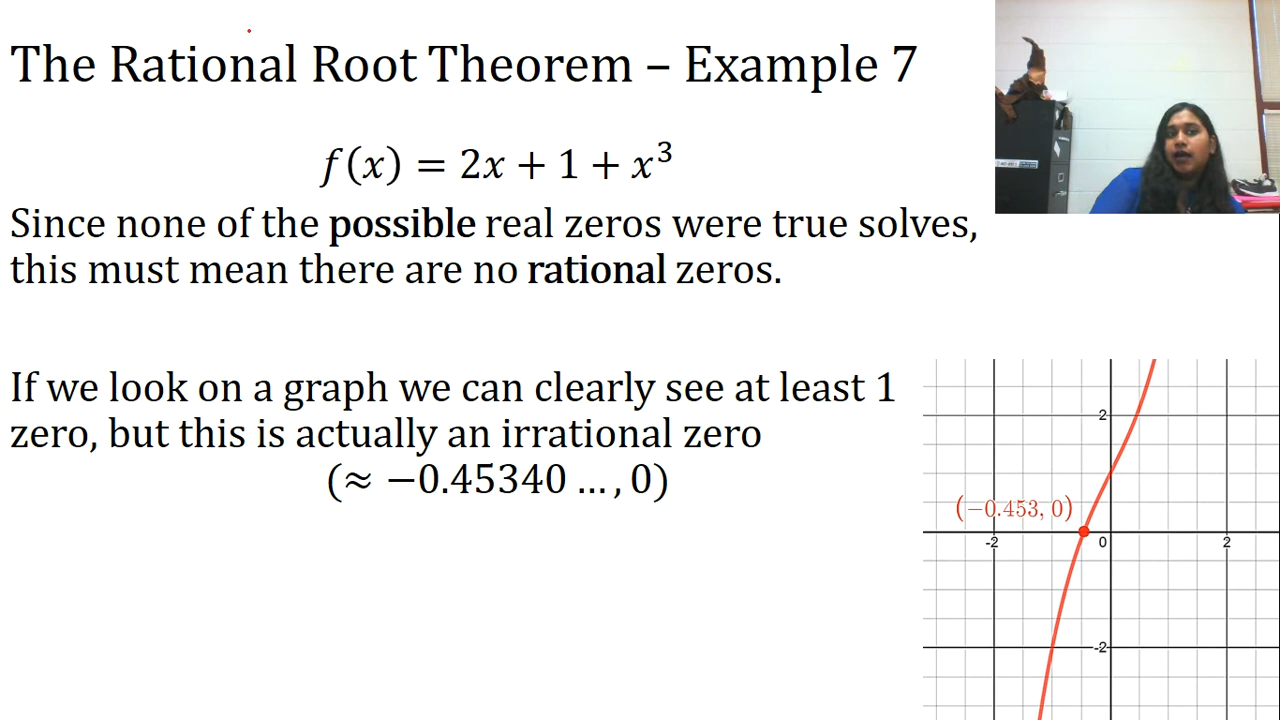 The Rational Root Theorem – Example 7
f(x) = 2x + 1 + x³
Since none of the possible real zeros were true solves,
this must mean there are no rational zeros.
If we look on a graph we can clearly see at least 1
zero, but this is actually an irrational zero
(≈ −0.45340 …, 0)
2
(−0.453, 0)
-2
0
2
-2